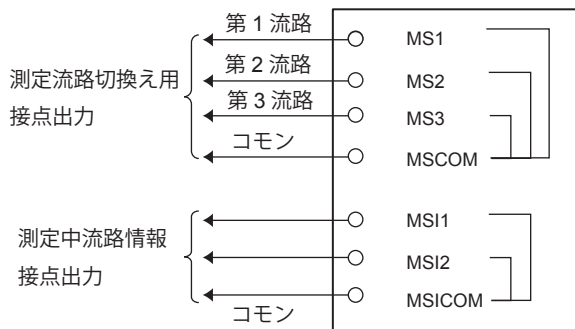 第 1 流路
MS1
第 2 流路
MS2
測定流路切換え用
接点出力
第 3 流路
MS3
コモン
MSCOM
MSI1
測定中流路情報
接点出力
MSI2
MSICOM
コモン